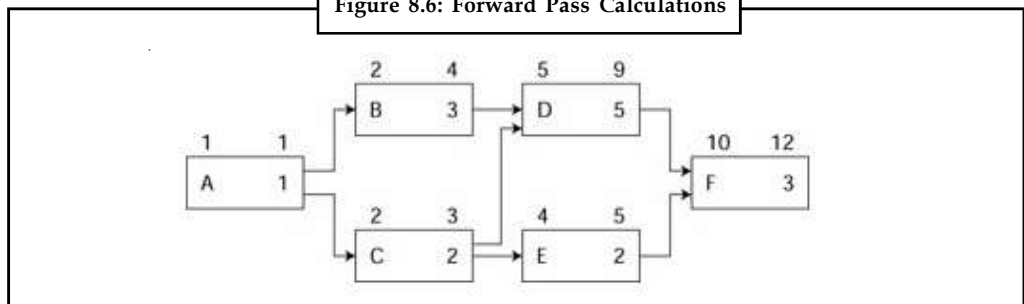 Figure 8.6: Forward Pass Calculations
2 4 5 9
B 3 D 5
1 1 10 12
A 1 F 3
2 3 4 5
C 2 E 2